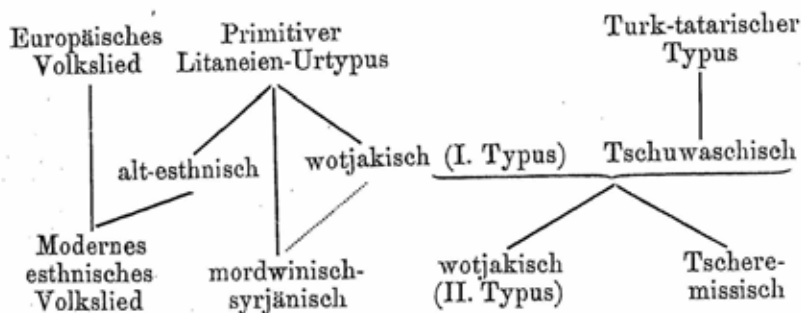 Europäisches
Volkslied
Primitiver
Litaneien-Urtypus
Turk-tatarischer
Typus
alt-esthnisch
wotjakisch (I. Typus)
Tschuwaschisch
Modernes
esthnisches
Volkslied
mordwinisch-
syrjänisch
wotjakisch
(II. Typus)
Tschere-
missisch